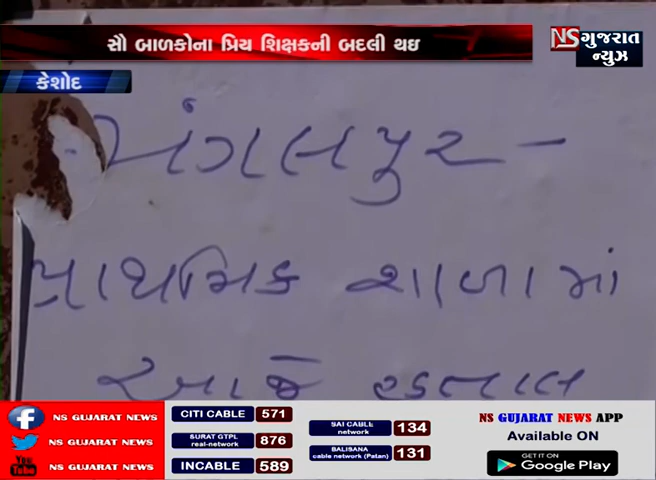 સૌ બાળકોના પ્રિય શિક્ષકની બદલી થઇ
NS ગુજરાત
ન્યુઝ
કેશોદ
મંગલપુર -
પ્રાથમિક શાળામાં
આજે હડતાલ
NS GUJARAT NEWS
NS GUJARAT NEWS
You
Tube
NS GUJARAT NEWS
CITI CABLE 571
SURAT GTPL
real-network 876
INCABLE 589
SAI CABLE
network 134
BALISANA
cable network (Patan) 131
NS GUJARAT NEWS APP
Available ON
GET IT ON
Google Play